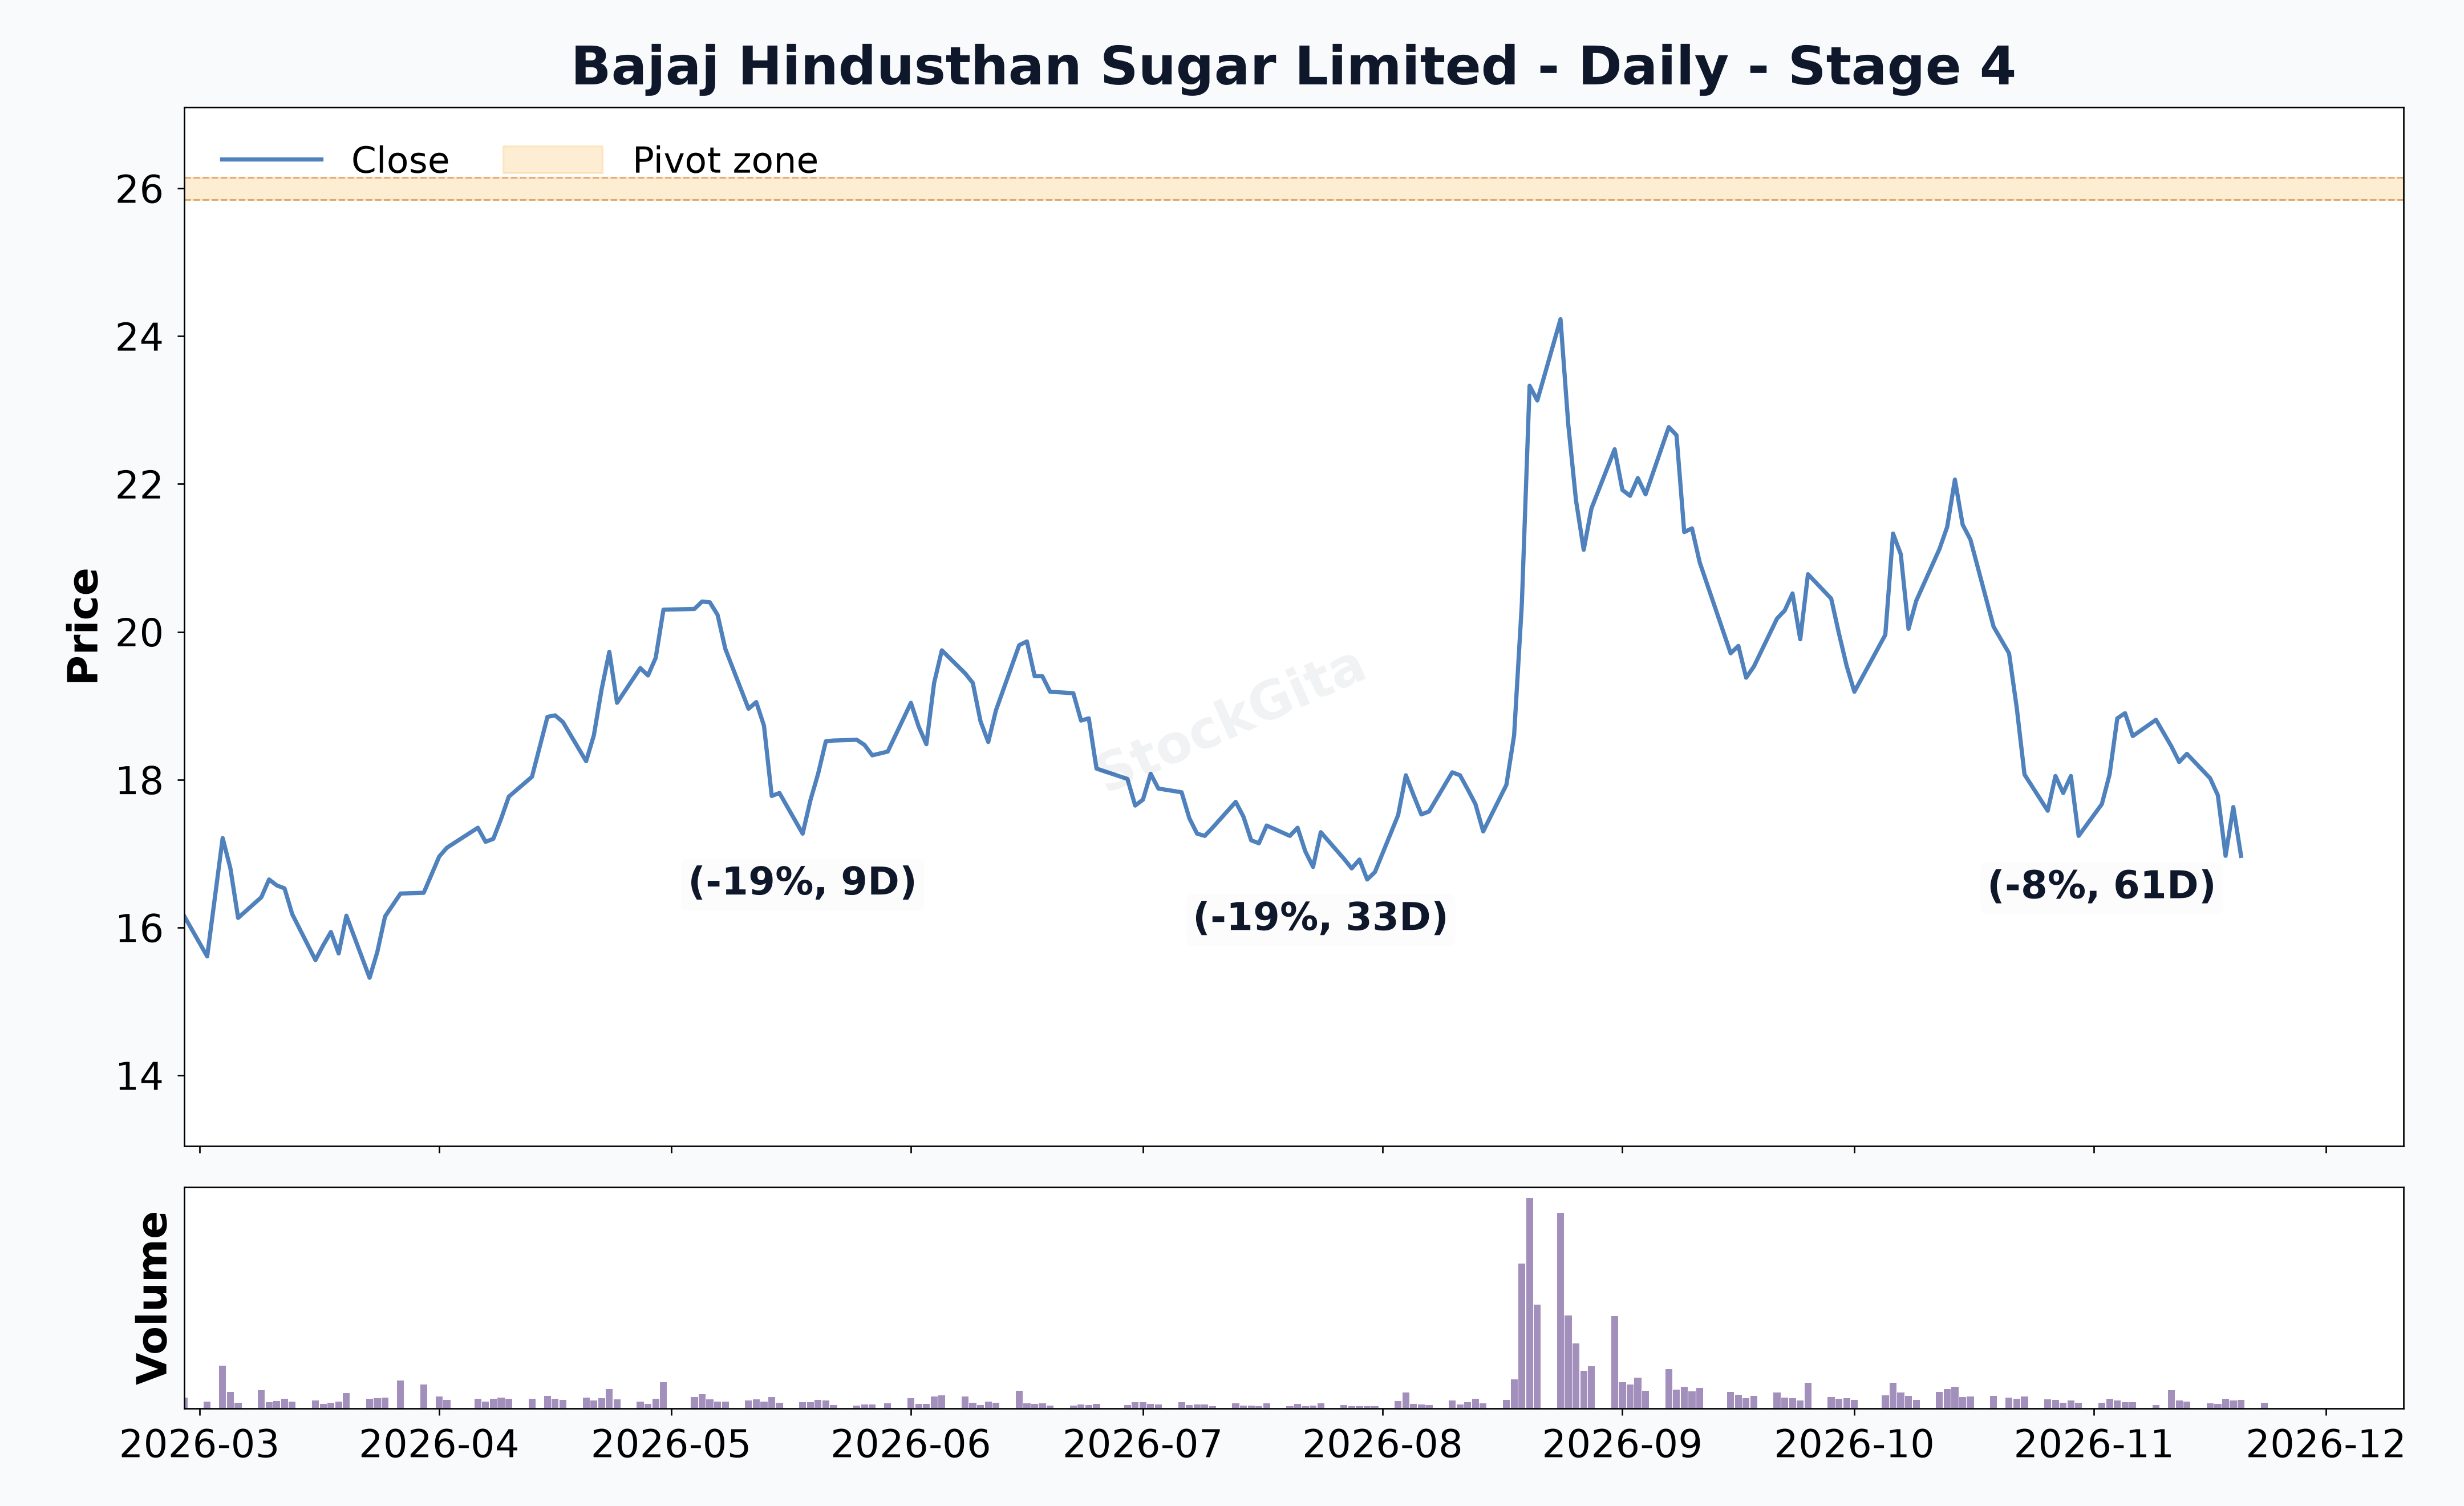 Bajaj Hindusthan Sugar Limited - Daily - Stage 4
Close
Pivot zone
Price
26
24
22
20
18
16
14
StockGita
(-19%, 9D)
(-19%, 33D)
(-8%, 61D)
Volume
2026-03
2026-04
2026-05
2026-06
2026-07
2026-08
2026-09
2026-10
2026-11
2026-12